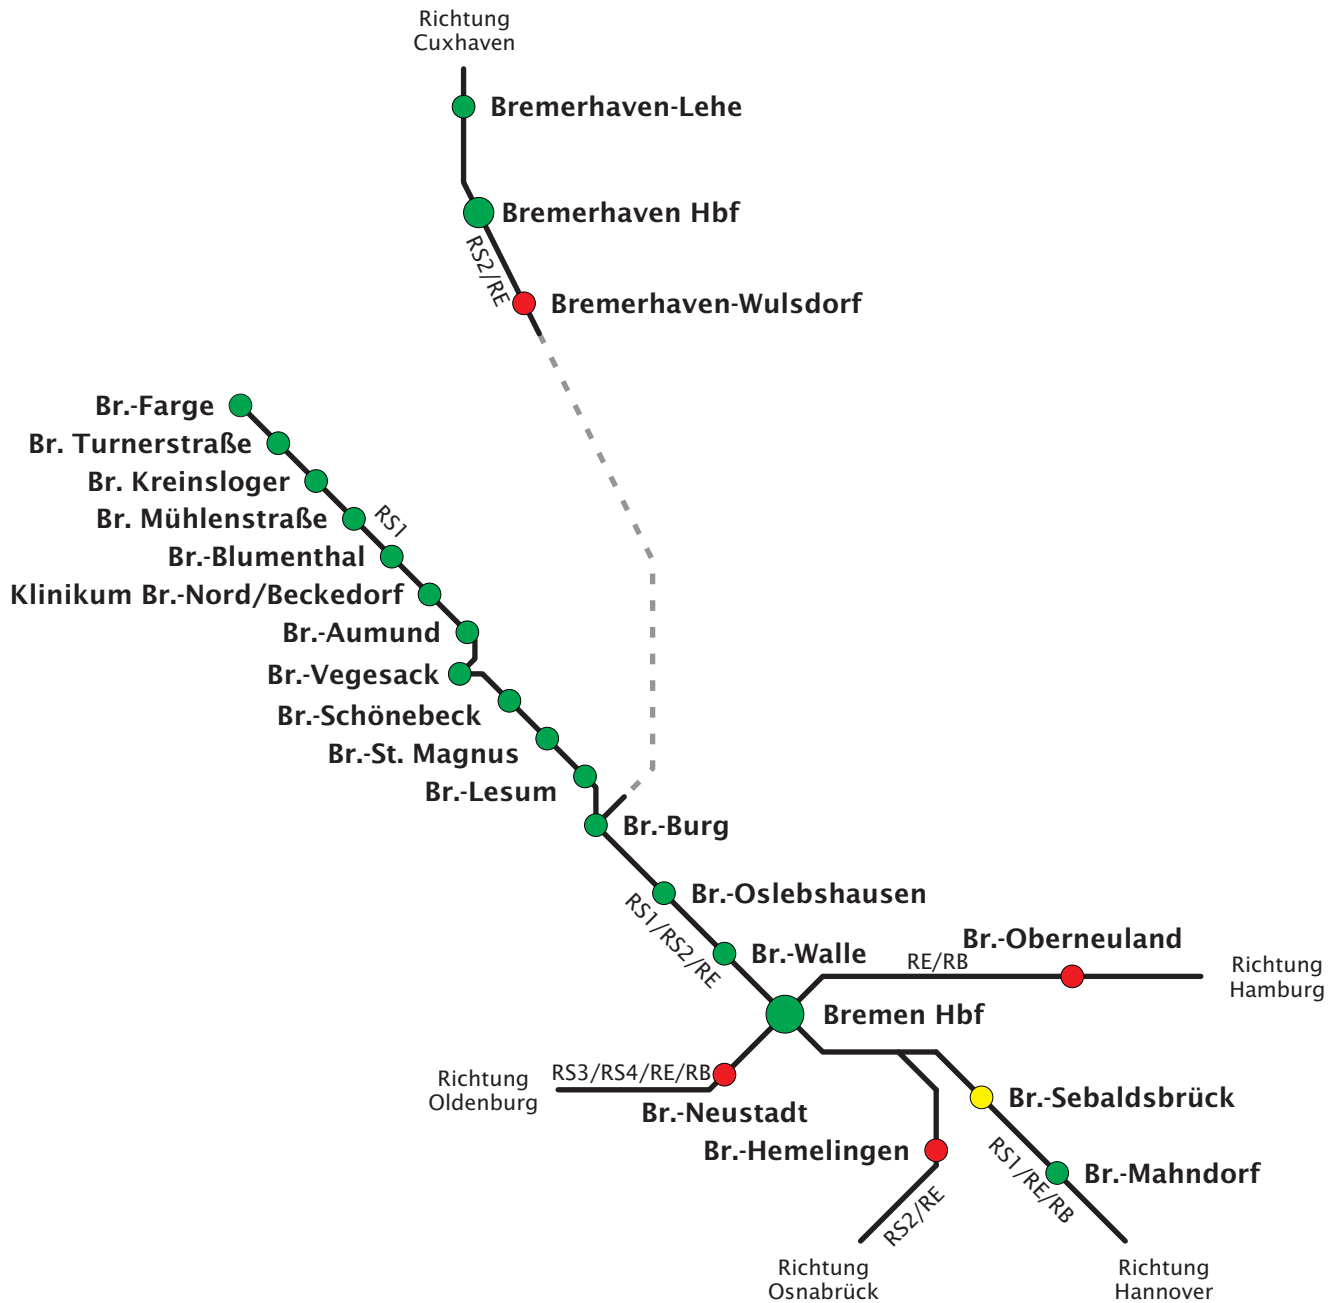 Richtung
Cuxhaven
Bremerhaven-Lehe
Bremerhaven Hbf
RS2/RE
Bremerhaven-Wulsdorf
Br.-Farge
Br. Turnerstraße
Br. Kreinsloger
Br. Mühlenstraße
RS1
Br.-Blumenthal
Klinikum Br.-Nord/Beckedorf
Br.-Aumund
Br.-Vegesack
Br.-Schönebeck
Br.-St. Magnus
Br.-Lesum
Br.-Burg
Br.-Oslebshausen
RS1/RS2/RE
Br.-Walle
Br.-Oberneuland
RE/RB
Richtung
Hamburg
Bremen Hbf
RS3/RS4/RE/RB
Richtung
Oldenburg
Br.-Neustadt
Br.-Sebaldsbrück
Br.-Hemelingen
RS1/RE/RB
Br.-Mahndorf
RS2/RE
Richtung
Osnabrück
Richtung
Hannover